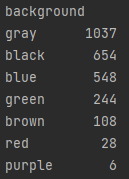 background
gray 1037
black 654
blue 548
green 244
brown 108
red 28
purple 6